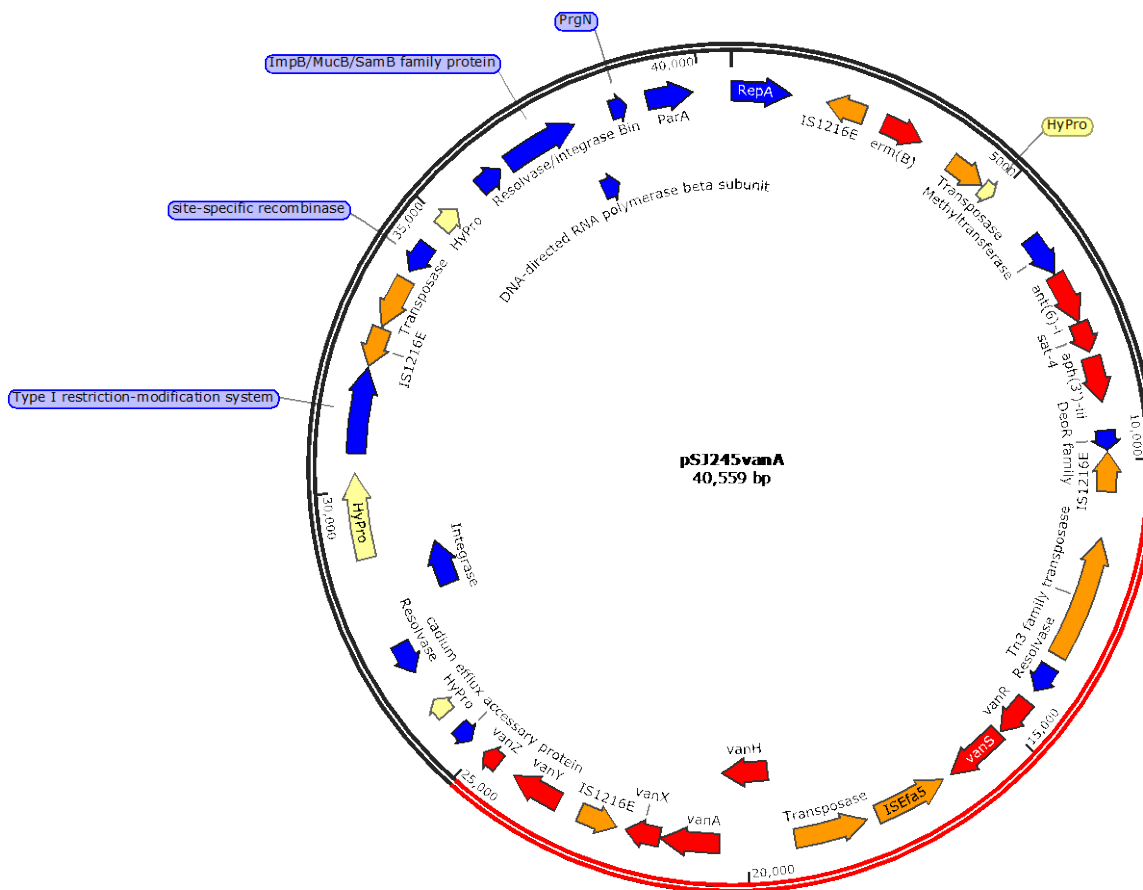 PrgN
ImpB/MucB/SamB family protein
40,000
RepA
ParA
IS1216E
erm(B)
HyPro
5000
Resolvase/integrase Bin
Transposase
Methyltransferase
DNA-directed RNA polymerase beta subunit
site-specific recombinase
35,000
HyPro
Transposase
IS1216E
ant(6)-I
sat-4
aph(3')-III
Type I restriction-modification system
DeoR family
10,000
IS1216E
pSJ245vanA
40,559 bp
30,000
HyPro
Integrase
Tn3 family transposase
Resolvase
Resolvase
vanR
15,000
vanS
HyPro
cadium efflux accessory protein
vanZ
vanY
IS1216E
vanX
vanA
vanH
Transposase
ISEfa5
25,000
20,000